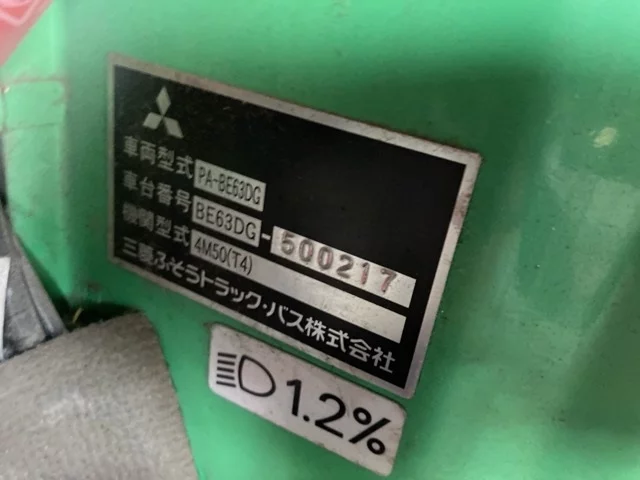 車両型式 PA-BE63DG
車台番号 BE63DG-500217
機関型式 4M50(T4)
三菱ふそうトラック・バス株式会社
1.2%